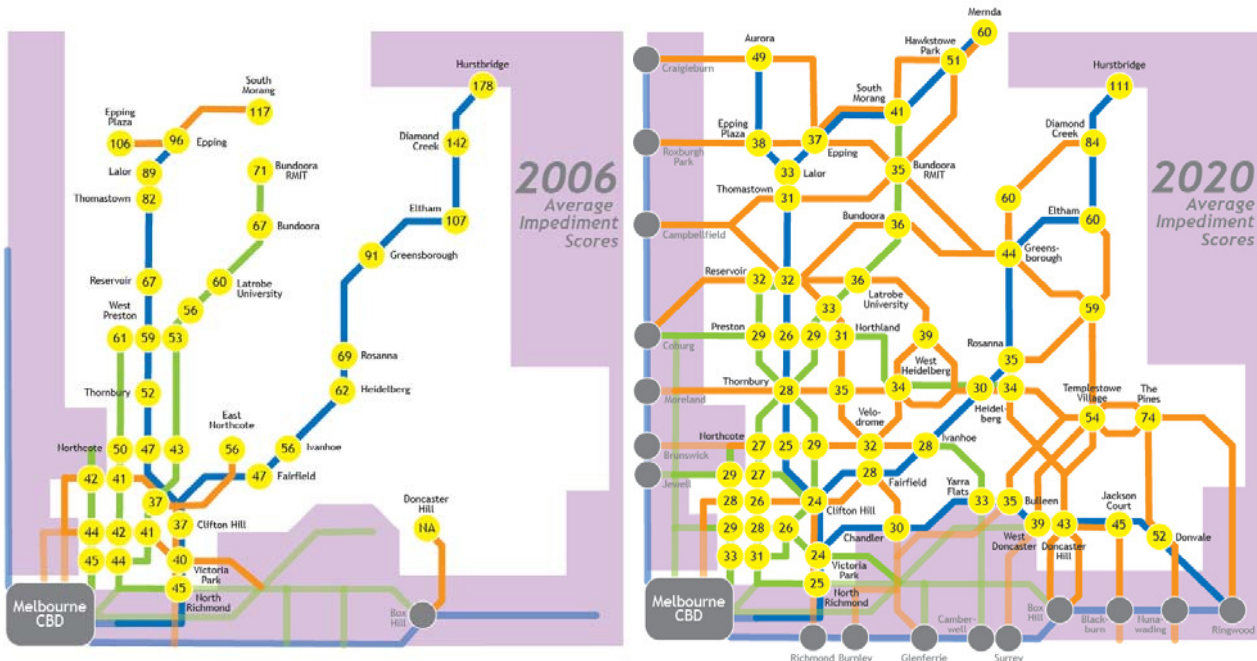 2006
Average
Impediment
Scores
Hurstbridge
178
South
Morang
117
Epping
Plaza
106
96
Epping
Diamond
Creek
142
Lalor
89
71
Bundoora
RMIT
Thomastown
82
Eltham
107
67
Bundoora
91
Greensborough
Reservoir
67
60
Latrobe
University
West
Preston
56
61
59
53
69
Rosanna
Thornbury
52
62
Heidelberg
East
Northcote
Northcote
50
47
43
56
56
Ivanhoe
42
41
47
Fairfield
37
Doncaster
Hill
NA
44
42
41
37
Clifton Hill
45
44
40
Victoria
Park
45
North
Richmond
Melbourne
CBD
Box
Hill
2020
Average
Impediment
Scores
Mernda
60
Aurora
49
Hawkstowe
Park
51
Craigieburn
Hurstbridge
111
South
Morang
41
Epping
Plaza
38
37
Epping
Diamond
Creek
84
Roxburgh
Park
33
Lalor
35
Bundoora
RMIT
Thomastown
31
60
Campbellfield
Bundoora
36
Eltham
60
44
Greens-
borough
Reservoir
32
32
36
Latrobe
University
33
59
Coburg
Preston
29
26
29
31
Northland
39
Rosanna
35
West
Heidelberg
Thornbury
28
35
34
30
34
Heidel-
berg
Templestowe
Village
54
The
Pines
74
Moreland
Velo-
drome
Brunswick
Northcote
27
25
29
32
28
Ivanhoe
Jewell
29
27
28
Fairfield
28
26
24
Clifton Hill
Yarra
Flats
33
35
Bulleen
Jackson
Court
29
28
26
30
Chandler
39
West
Doncaster
43
Doncaster
Hill
45
52
Donvale
33
31
24
Victoria
Park
25
North
Richmond
Melbourne
CBD
Richmond
Burnley
Glenferrie
Camber-
well
Surrey
Box
Hill
Black-
burn
Nuna-
wading
Ringwood